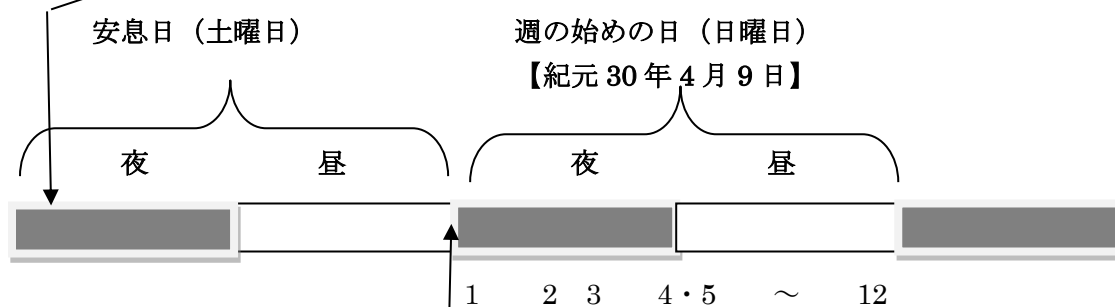 安息日（土曜日）
週の始めの日（日曜日）
【紀元 30 年 4 月 9 日】
夜 昼 夜 昼
1 2 3 4・5 ～ 12